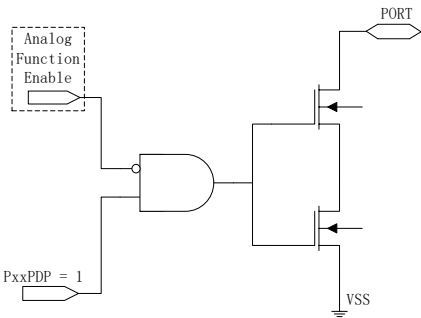 PORT
Analog
Function
Enable
PxxPDP = 1
VSS